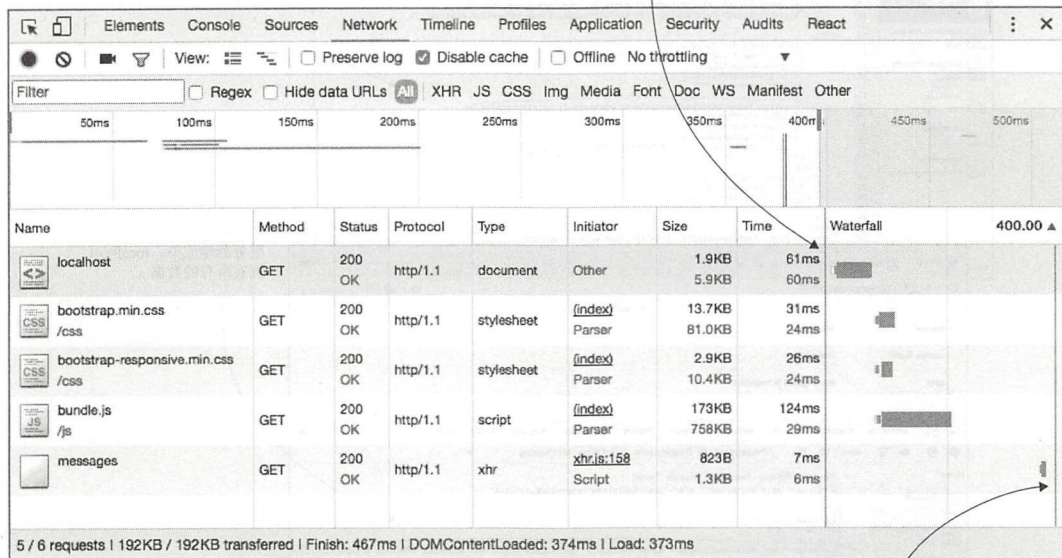 Elements Console Sources Network Timeline Profiles Application Security Audits React
View: Preserve log Disable cache Offline No throttling
Filter Regex Hide data URLs All XHR JS CSS Img Media Font Doc WS Manifest Other
50ms 100ms 150ms 200ms 250ms 300ms 350ms 400m 450ms 500ms
Name Method Status Protocol Type Initiator Size Time Waterfall 400.00
localhost GET 200 OK http/1.1 document Other 1.9KB 5.9KB 61ms 60ms
CSS bootstrap.min.css /css GET 200 OK http/1.1 stylesheet (index) Parser 13.7KB 81.0KB 31ms 24ms
CSS bootstrap-responsive.min.css /css GET 200 OK http/1.1 stylesheet (index) Parser 2.9KB 10.4KB 26ms 24ms
JS bundle.js /js GET 200 OK http/1.1 script (index) Parser 173KB 758KB 124ms 29ms
messages GET 200 OK http/1.1 xhr xhr.js:158 Script 823B 1.3KB 7ms 6ms
5 / 6 requests | 192KB / 192KB transferred | Finish: 467ms | DOMContentLoaded: 374ms | Load: 373ms